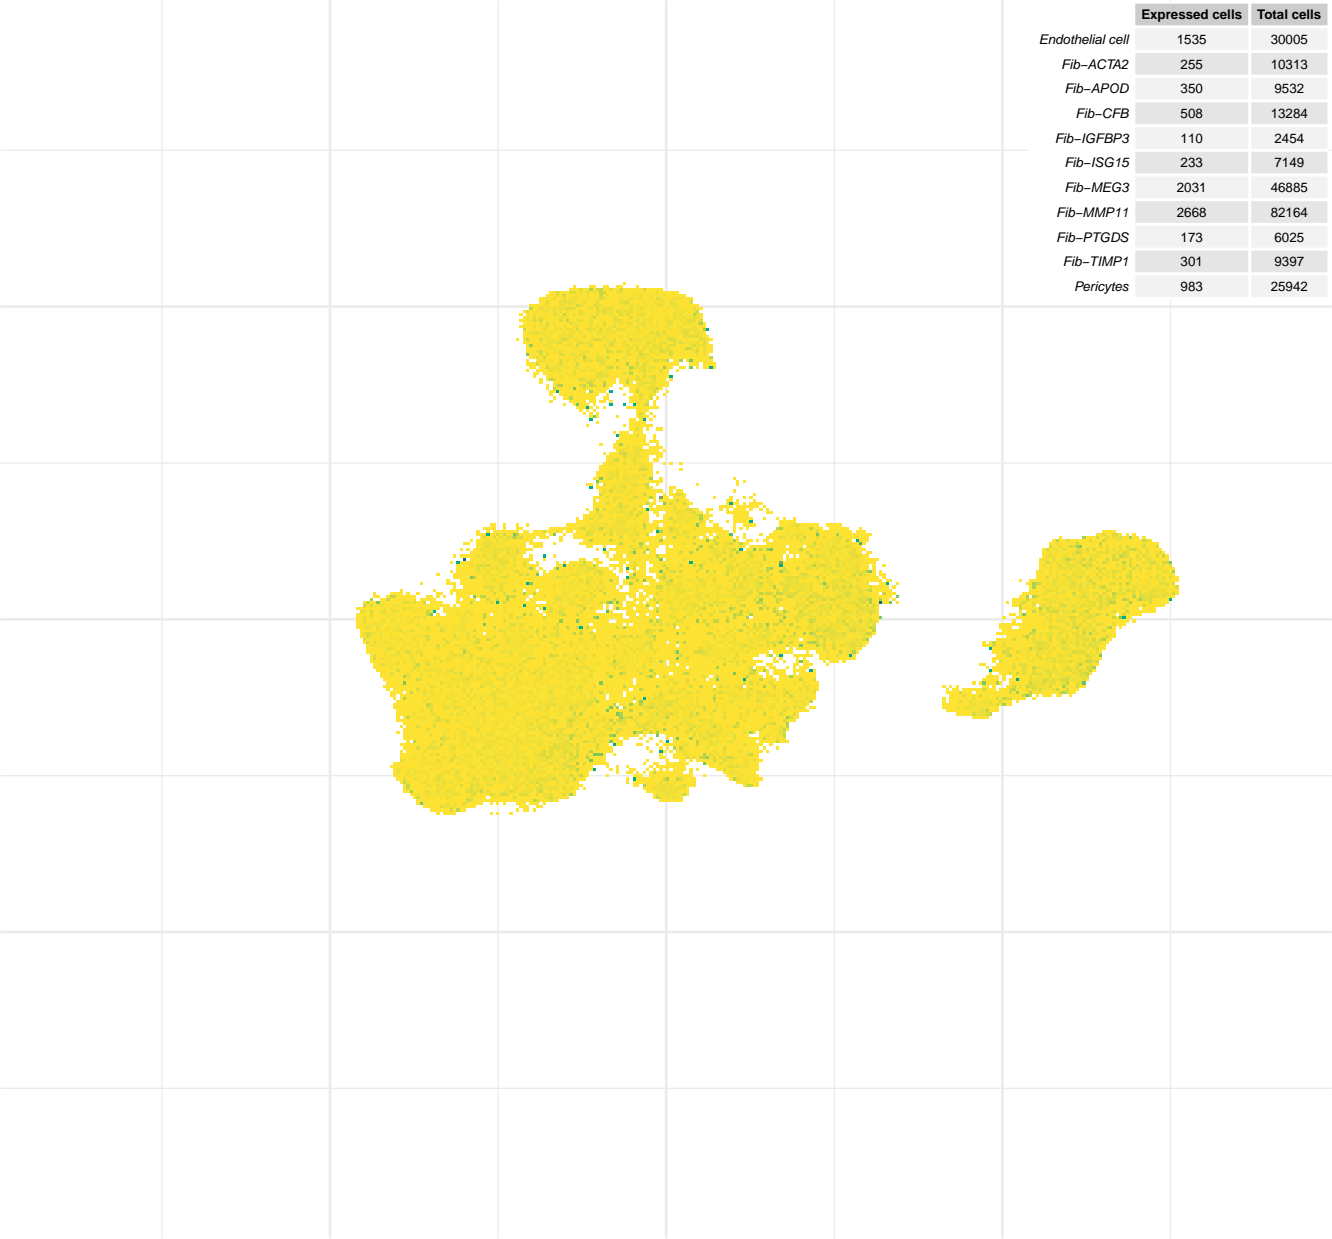 Expressed cells Total cells
Endothelial cell 1535 30005
Fib−ACTA2 255 10313
Fib−APOD 350 9532
Fib−CFB 508 13284
Fib−IGFBP3 110 2454
Fib−ISG15 233 7149
Fib−MEG3 2031 46885
Fib−MMP11 2668 82164
Fib−PTGDS 173 6025
Fib−TIMP1 301 9397
Pericytes 983 25942